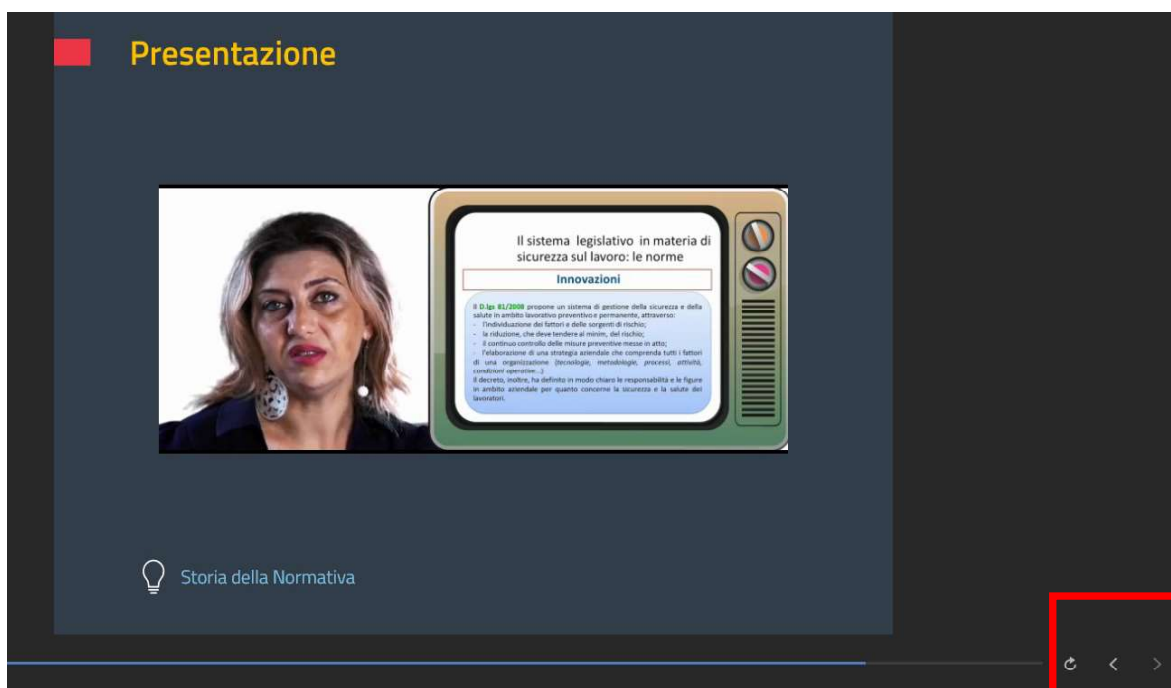 Presentazione
Il sistema legislativo in materia di
sicurezza sul lavoro: le norme
Innovazioni
Il D.lgs 81/2008 propone un sistema di gestione della sicurezza e della
salute in ambito lavorativo preventivo e permanente, attraverso:
- l'individuazione dei fattori e delle sorgenti di rischio;
- la riduzione, che deve tendere al minim, del rischio;
- il continuo controllo delle misure preventive messe in atto;
- l'elaborazione di una strategia aziendale che comprenda tutti i fattori
di una organizzazione (tecnologie, metodologie, processi, attività,
condizioni operative...)
Il decreto, inoltre, ha definito in modo chiaro le responsabilità e le figure
in ambito aziendale per quanto concerne la sicurezza e la salute dei
lavoratori.
Storia della Normativa